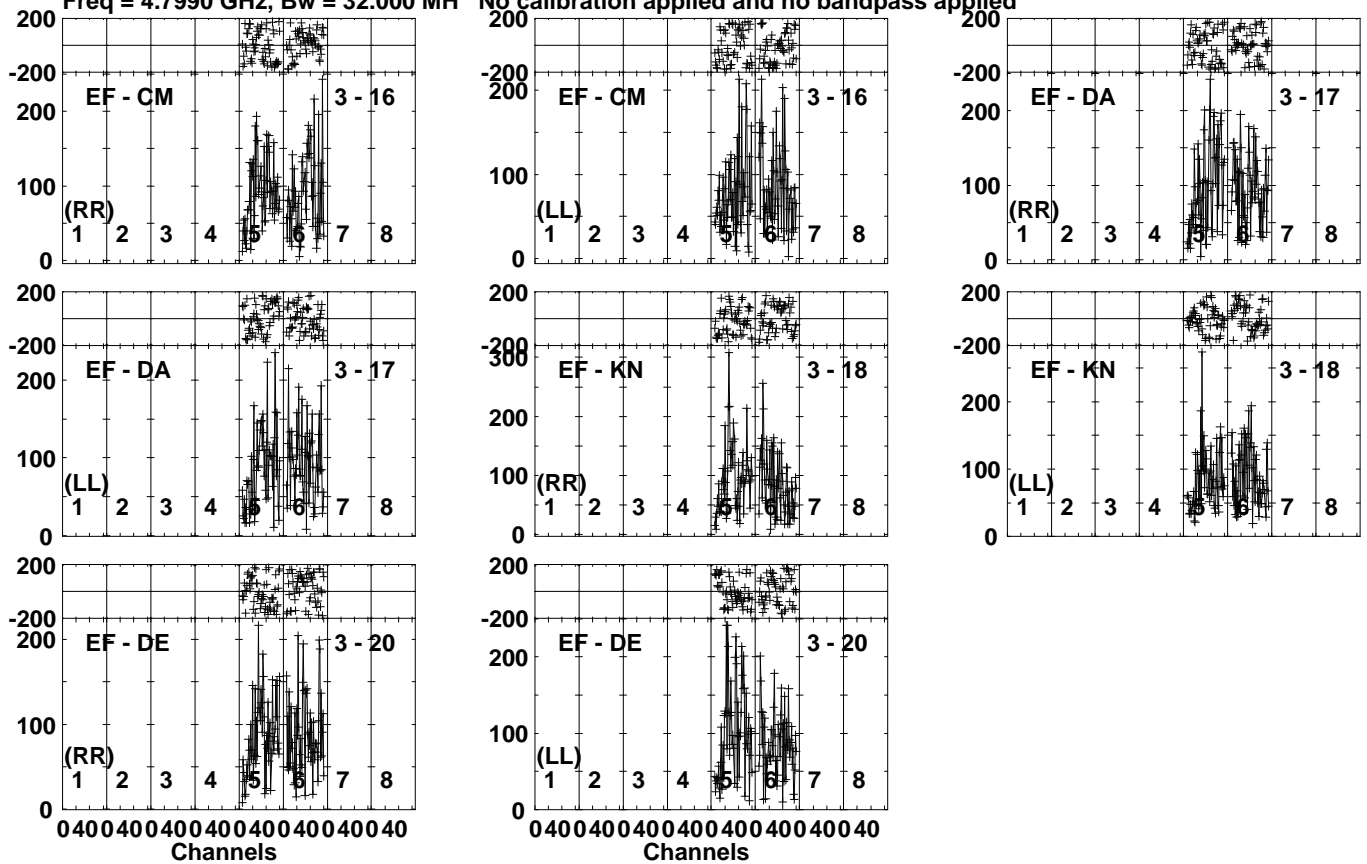 Freq = 4.7990 GHz, Bw = 32.000 MH No calibration applied and no bandpass applied
200
-200
EF - CM 3 - 16
200
100
(RR)
1 2 3 4 5 6 7 8
0
EF - CM 3 - 16
200
-200
200
100
(LL)
1 2 3 4 5 6 7 8
0
200
-200
EF - DA 3 - 17
200
100
(RR)
1 2 3 4 5 6 7 8
0
200
-200
EF - DA 3 - 17
200
100
(LL)
1 2 3 4 5 6 7 8
0
200
-200
300
EF - KN 3 - 18
200
100
(RR)
1 2 3 4 5 6 7 8
0
200
-200
EF - KN 3 - 18
200
100
(LL)
1 2 3 4 5 6 7 8
0
200
-200
EF - DE 3 - 20
200
100
(RR)
1 2 3 4 5 6 7 8
0
0 40 0 40 0 40 0 40 0 40 0 40 0 40 0 40
Channels
200
-200
EF - DE 3 - 20
200
100
(LL)
1 2 3 4 5 6 7 8
0
0 40 0 40 0 40 0 40 0 40 0 40 0 40 0 40
Channels